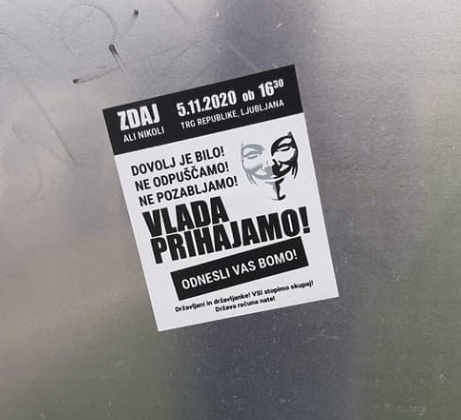 ZDAJ
ALI NIKOLI
5.11.2020 ob 16³⁰
TRG REPUBLIKE, LJUBLJANA
DOVOLJ JE BILO!
NE ODPUŠČAMO!
NE POZABLJAMO!
VLADA
PRIHAJAMO!
ODNESLI VAS BOMO!
Državljani in državljanke! VSI stopimo skupaj!
Država računa nate!